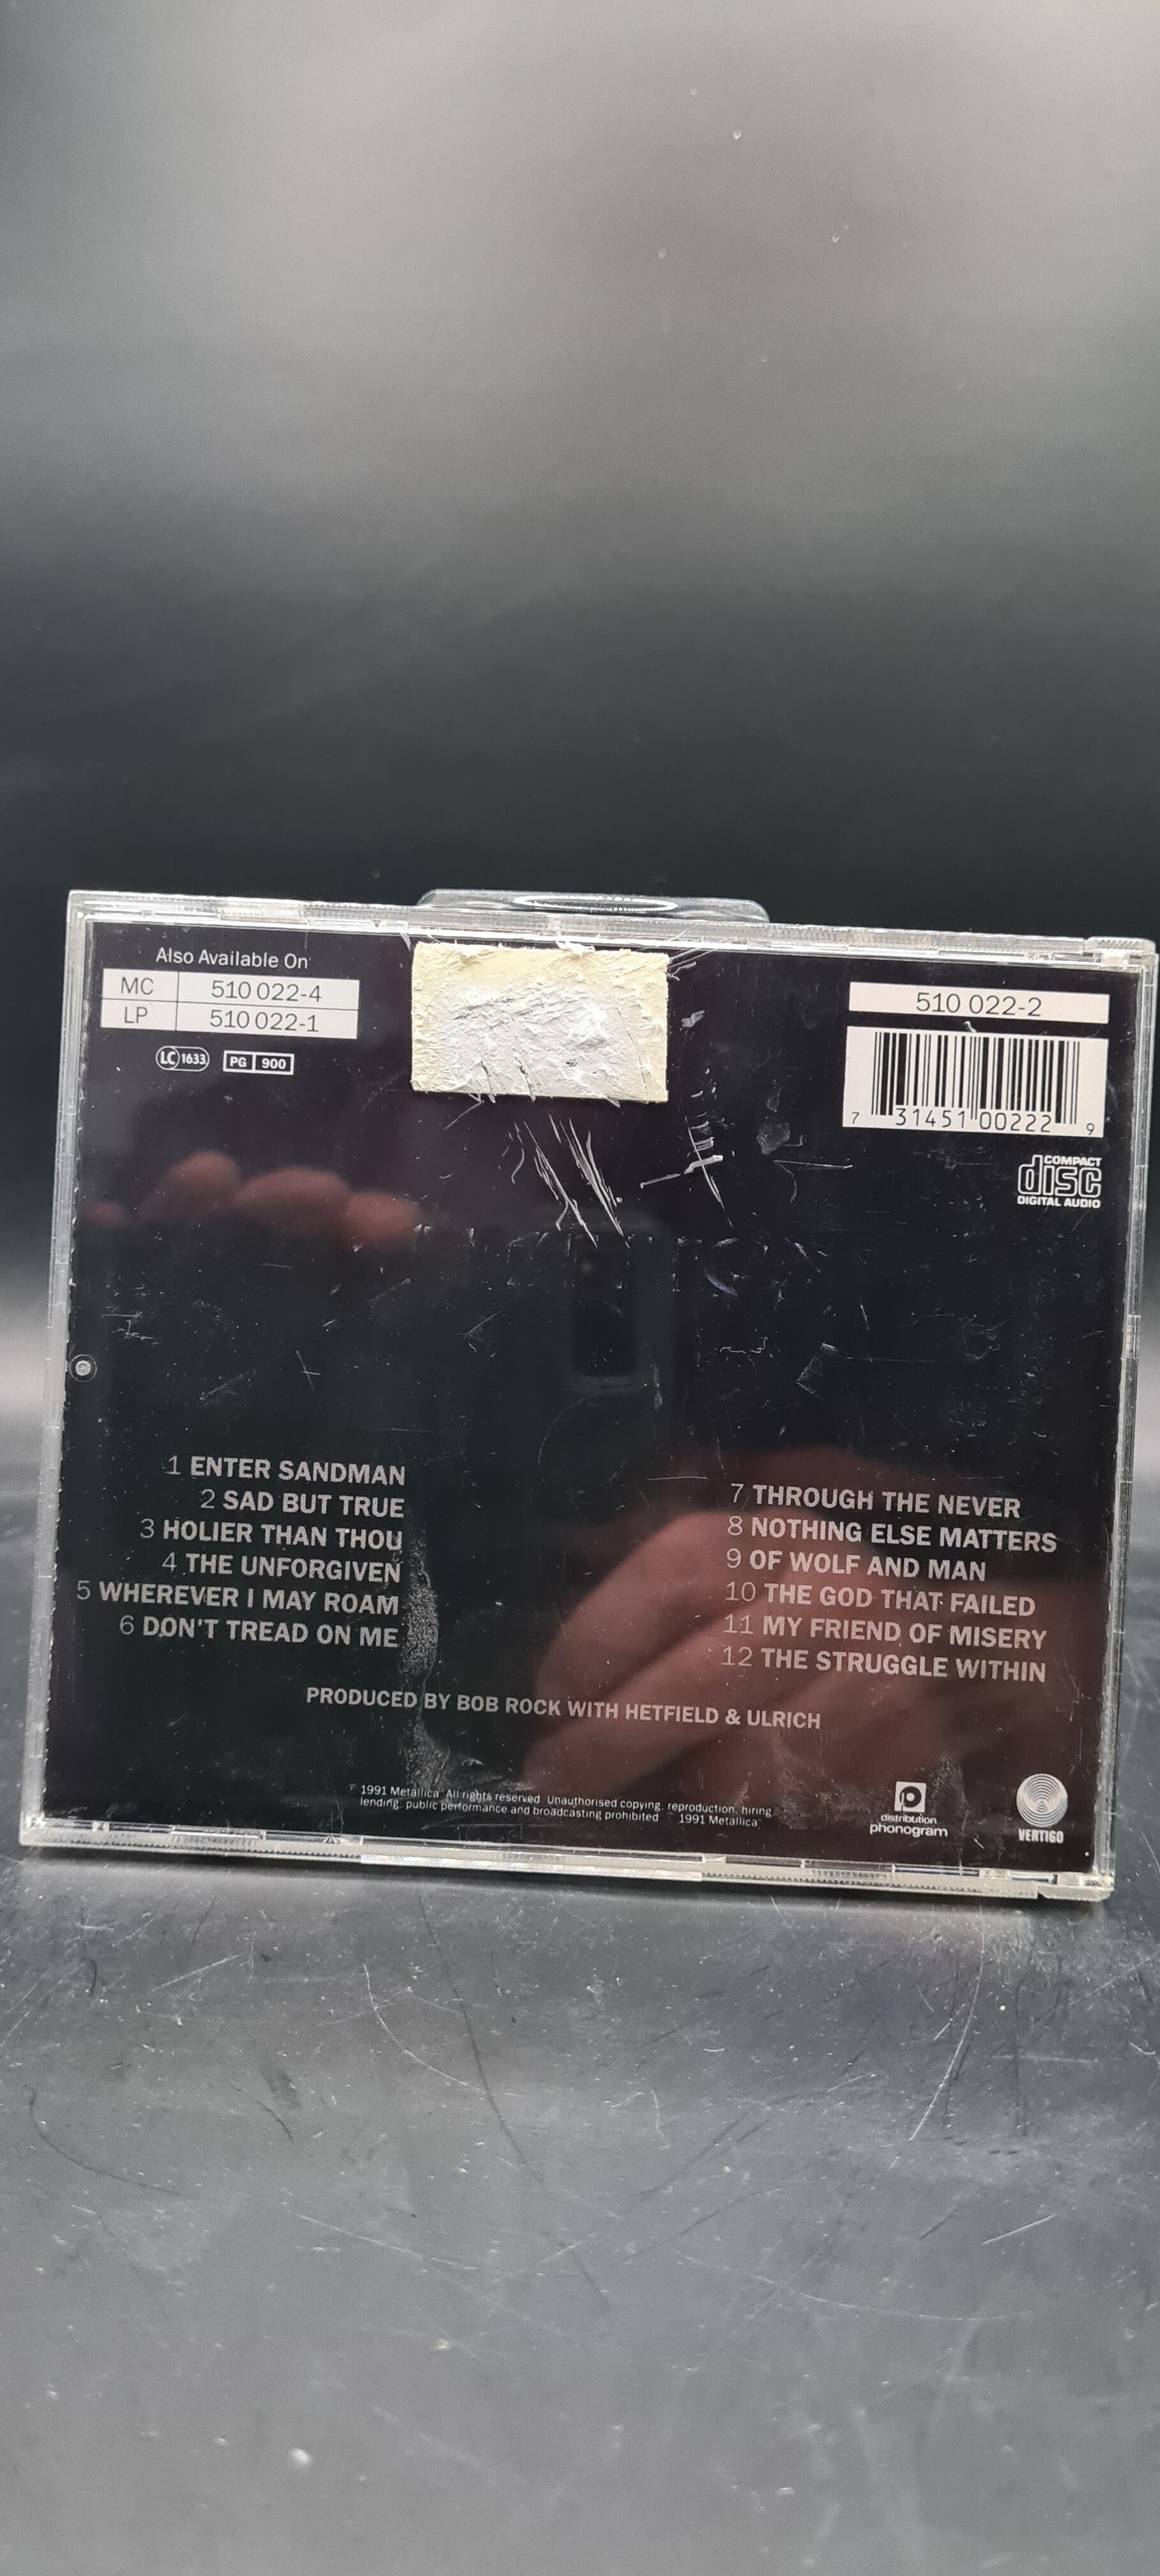 Also Available On
MC 510 022-4
LP 510 022-1
LC 1633 PG 900
510 022-2
7 31451 00222 9
COMPACT
disc
DIGITAL AUDIO
1 ENTER SANDMAN
2 SAD BUT TRUE
3 HOLIER THAN THOU
4 THE UNFORGIVEN
5 WHEREVER I MAY ROAM
6 DON'T TREAD ON ME
7 THROUGH THE NEVER
8 NOTHING ELSE MATTERS
9 OF WOLF AND MAN
10 THE GOD THAT FAILED
11 MY FRIEND OF MISERY
12 THE STRUGGLE WITHIN
PRODUCED BY BOB ROCK WITH HETFIELD & ULRICH
1991 Metallica All rights reserved Unauthorised copying, reproduction, hiring
lending, public performance and broadcasting prohibited 1991 Metallica
distribution
phonogram
VERTIGO